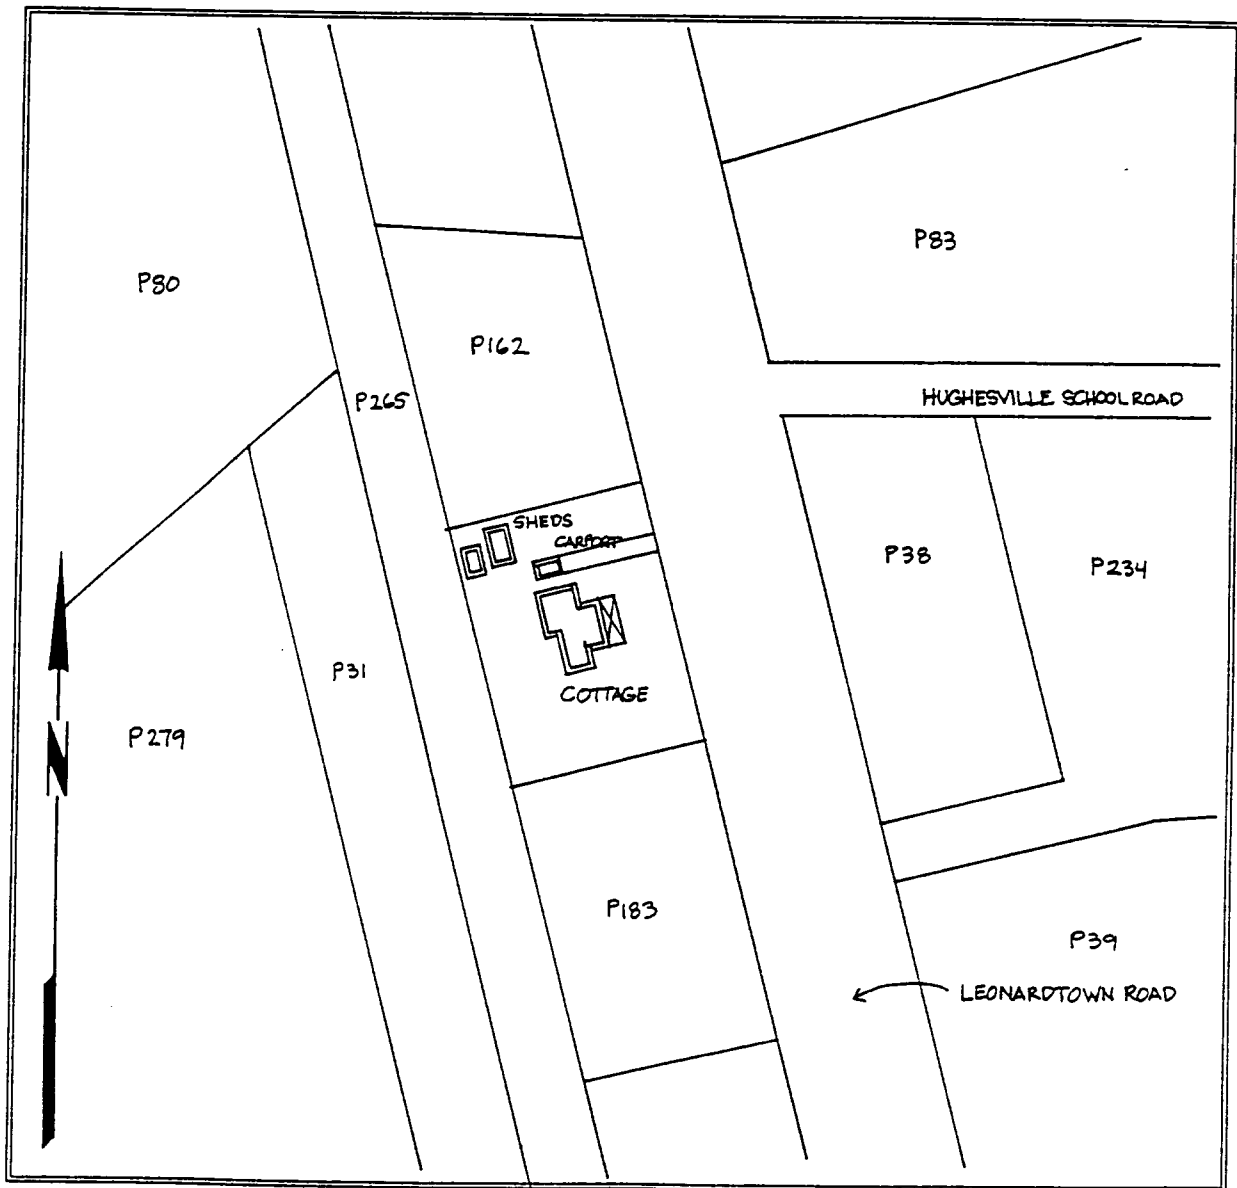 P83
P80
P162
HUGHESVILLE SCHOOL ROAD
P265
SHEDS
CARPORT
P38
P234
P31
COTTAGE
P279
N
P183
P39
LEONARDTOWN ROAD